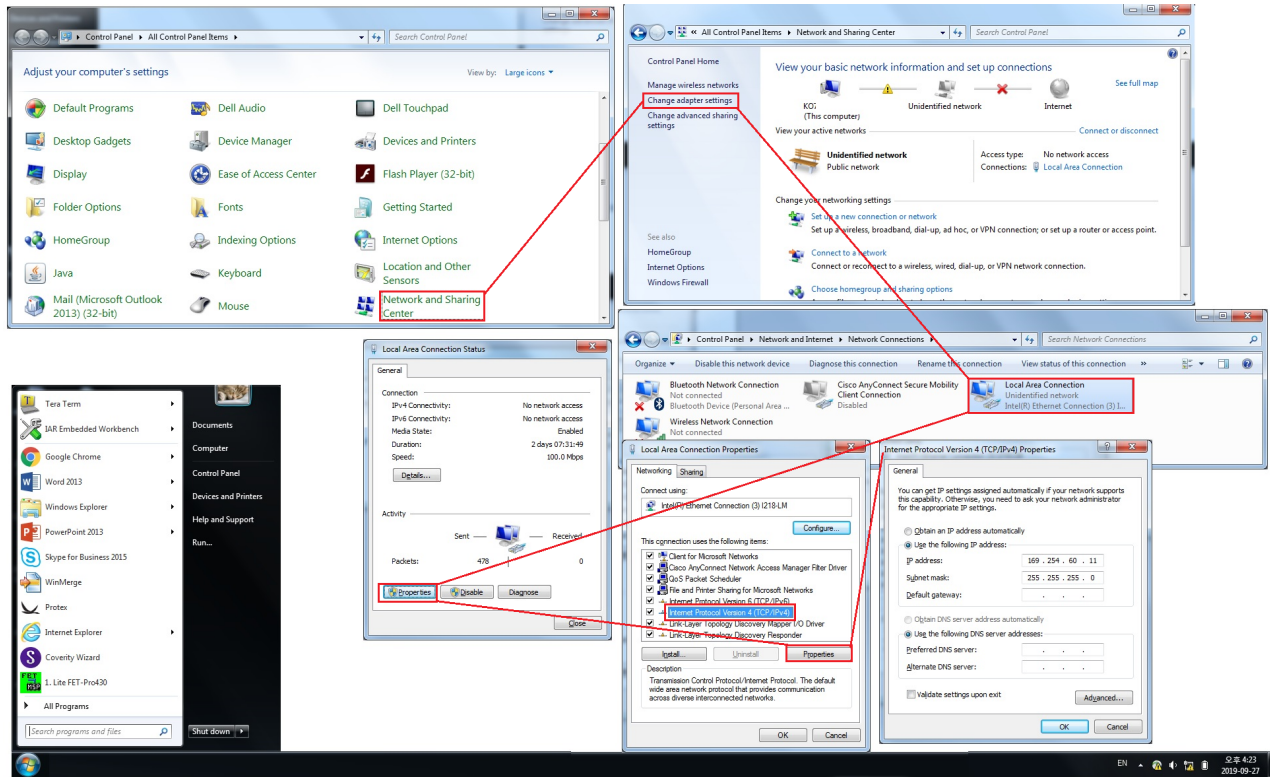 Control Panel ▸ All Control Panel Items ▸
Search Control Panel
Adjust your computer's settings
View by: Large icons ▼
Default Programs
Dell Audio
Dell Touchpad
Desktop Gadgets
Device Manager
Devices and Printers
Display
Ease of Access Center
Flash Player (32-bit)
Folder Options
Fonts
Getting Started
HomeGroup
Indexing Options
Internet Options
Java
Keyboard
Location and Other
Sensors
Mail (Microsoft Outlook
2013) (32-bit)
Mouse
Network and Sharing
Center
« All Control Panel Items ▸ Network and Sharing Center
Search Control Panel
Control Panel Home
Manage wireless networks
Change adapter settings
Change advanced sharing
settings
See also
HomeGroup
Internet Options
Windows Firewall
View your basic network information and set up connections
See full map
(This computer)
Unidentified network
Internet
View your active networks
Connect or disconnect
Unidentified network
Public network
Access type: No network access
Connections: Local Area Connection
Change your networking settings
Set up a new connection or network
Set up a wireless, broadband, dial-up, ad hoc, or VPN connection; or set up a router or access point.
Connect to a network
Connect or reconnect to a wireless, wired, dial-up, or VPN network connection.
Choose homegroup and sharing options
Control Panel ▸ Network and Internet ▸ Network Connections ▸
Search Network Connections
Organize ▼ Disable this network device Diagnose this connection Rename this connection View status of this connection »
Bluetooth Network Connection
Not connected
Bluetooth Device (Personal Area ...
Cisco AnyConnect Secure Mobility
Client Connection
Disabled
Local Area Connection
Unidentified network
Intel(R) Ethernet Connection (3) I...
Wireless Network Connection
Not connected
Local Area Connection Status
General
Connection
IPv4 Connectivity: No network access
IPv6 Connectivity: No network access
Media State: Enabled
Duration: 2 days 07:31:49
Speed: 100.0 Mbps
Details...
Activity
Sent — — Received
Packets: 478 0
Properties Disable Diagnose
Close
Local Area Connection Properties
Networking Sharing
Connect using:
Intel(R) Ethernet Connection (3) I218-LM
Configure...
This connection uses the following items:
Client for Microsoft Networks
Cisco AnyConnect Network Access Manager Filter Driver
QoS Packet Scheduler
File and Printer Sharing for Microsoft Networks
Internet Protocol Version 6 (TCP/IPv6)
Internet Protocol Version 4 (TCP/IPv4)
Link-Layer Topology Discovery Mapper I/O Driver
Link-Layer Topology Discovery Responder
Install... Uninstall Properties
Description
Transmission Control Protocol/Internet Protocol. The default
wide area network protocol that provides communication
across diverse interconnected networks.
OK Cancel
Internet Protocol Version 4 (TCP/IPv4) Properties
General
You can get IP settings assigned automatically if your network supports
this capability. Otherwise, you need to ask your network administrator
for the appropriate IP settings.
Obtain an IP address automatically
Use the following IP address:
IP address: 169 . 254 . 60 . 11
Subnet mask: 255 . 255 . 255 . 0
Default gateway: . . .
Obtain DNS server address automatically
Use the following DNS server addresses:
Preferred DNS server: . . .
Alternate DNS server: . . .
Validate settings upon exit
Advanced...
OK Cancel
Tera Term
IAR Embedded Workbench
Google Chrome
Word 2013
Windows Explorer
PowerPoint 2013
Skype for Business 2015
WinMerge
Protex
Internet Explorer
Coverity Wizard
1. Lite FET-Pro430
All Programs
Search programs and files
Documents
Computer
Control Panel
Devices and Printers
Help and Support
Run...
Shut down
EN
오후 4:23
2019-09-27